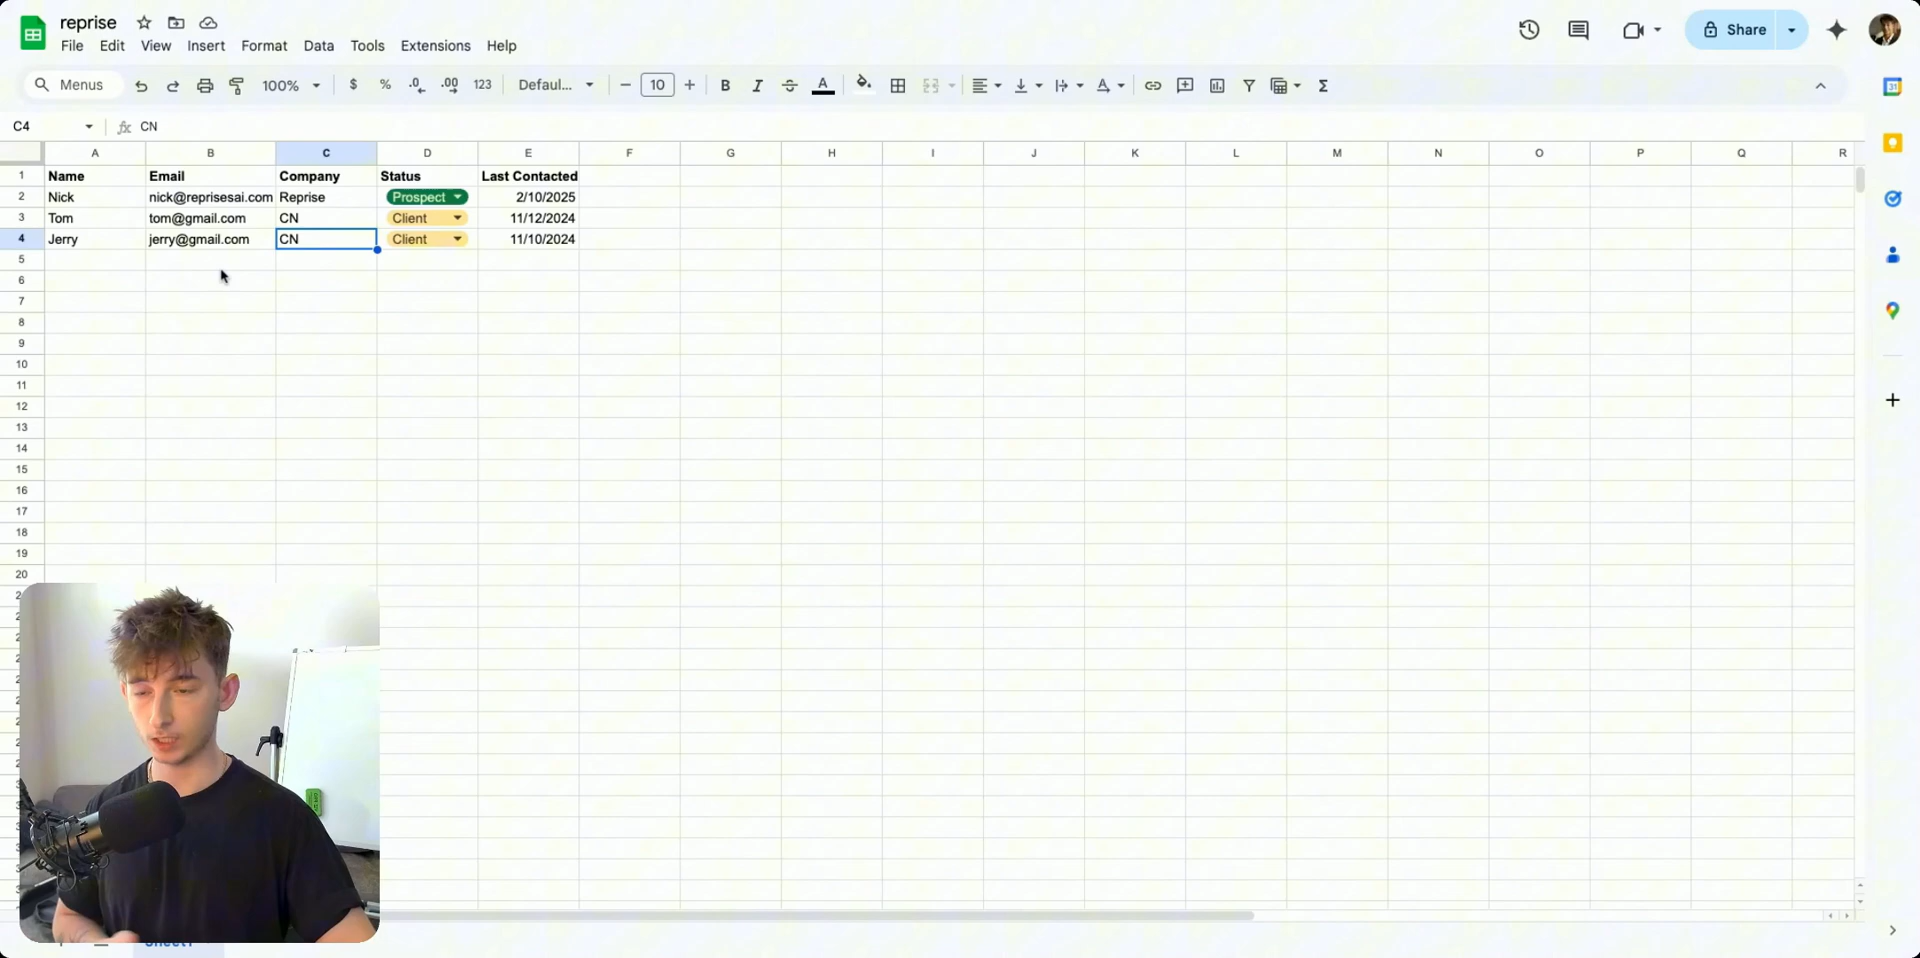 reprise
File Edit View Insert Format Data Tools Extensions Help
Share
31
Menus
100%
$ % .0 .00 123
Defaul...
− 10 +
B I A
C4
fx CN
A B C D E F G H I J K L M N O P Q R
1 Name Email Company Status Last Contacted
2 Nick nick@reprisesai.com Reprise Prospect 2/10/2025
3 Tom tom@gmail.com CN Client 11/12/2024
4 Jerry jerry@gmail.com CN Client 11/10/2024
5
6
7
8
9
10
11
12
13
14
15
16
17
18
19
20